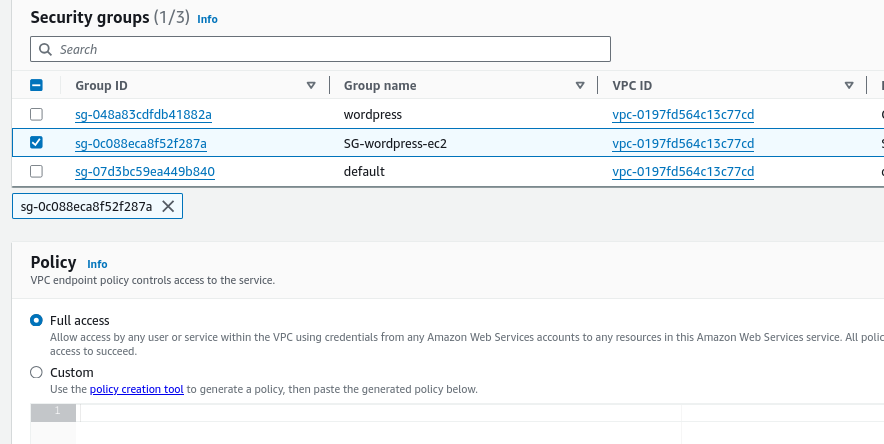 Security groups (1/3) Info
Search
Group ID Group name VPC ID
sg-048a83cdfdb41882a wordpress vpc-0197fd564c13c77cd
sg-0c088eca8f52f287a SG-wordpress-ec2 vpc-0197fd564c13c77cd
sg-07d3bc59ea449b840 default vpc-0197fd564c13c77cd
sg-0c088eca8f52f287a
Policy Info
VPC endpoint policy controls access to the service.
Full access
Allow access by any user or service within the VPC using credentials from any Amazon Web Services accounts to any resources in this Amazon Web Services service. All
access to succeed.
Custom
Use the policy creation tool to generate a policy, then paste the generated policy below.
1